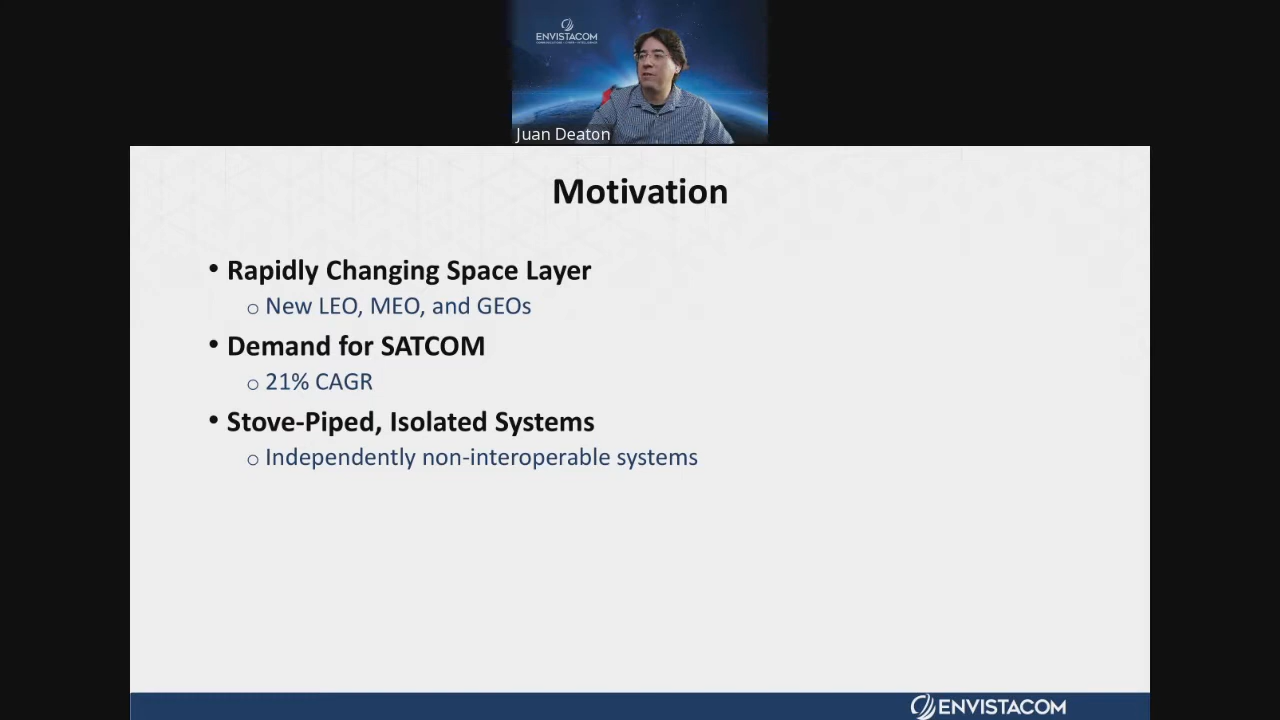 ENVISTACOM
Juan Deaton
Motivation
• Rapidly Changing Space Layer
o New LEO, MEO, and GEOs
• Demand for SATCOM
o 21% CAGR
• Stove-Piped, Isolated Systems
o Independently non-interoperable systems
ENVISTACOM